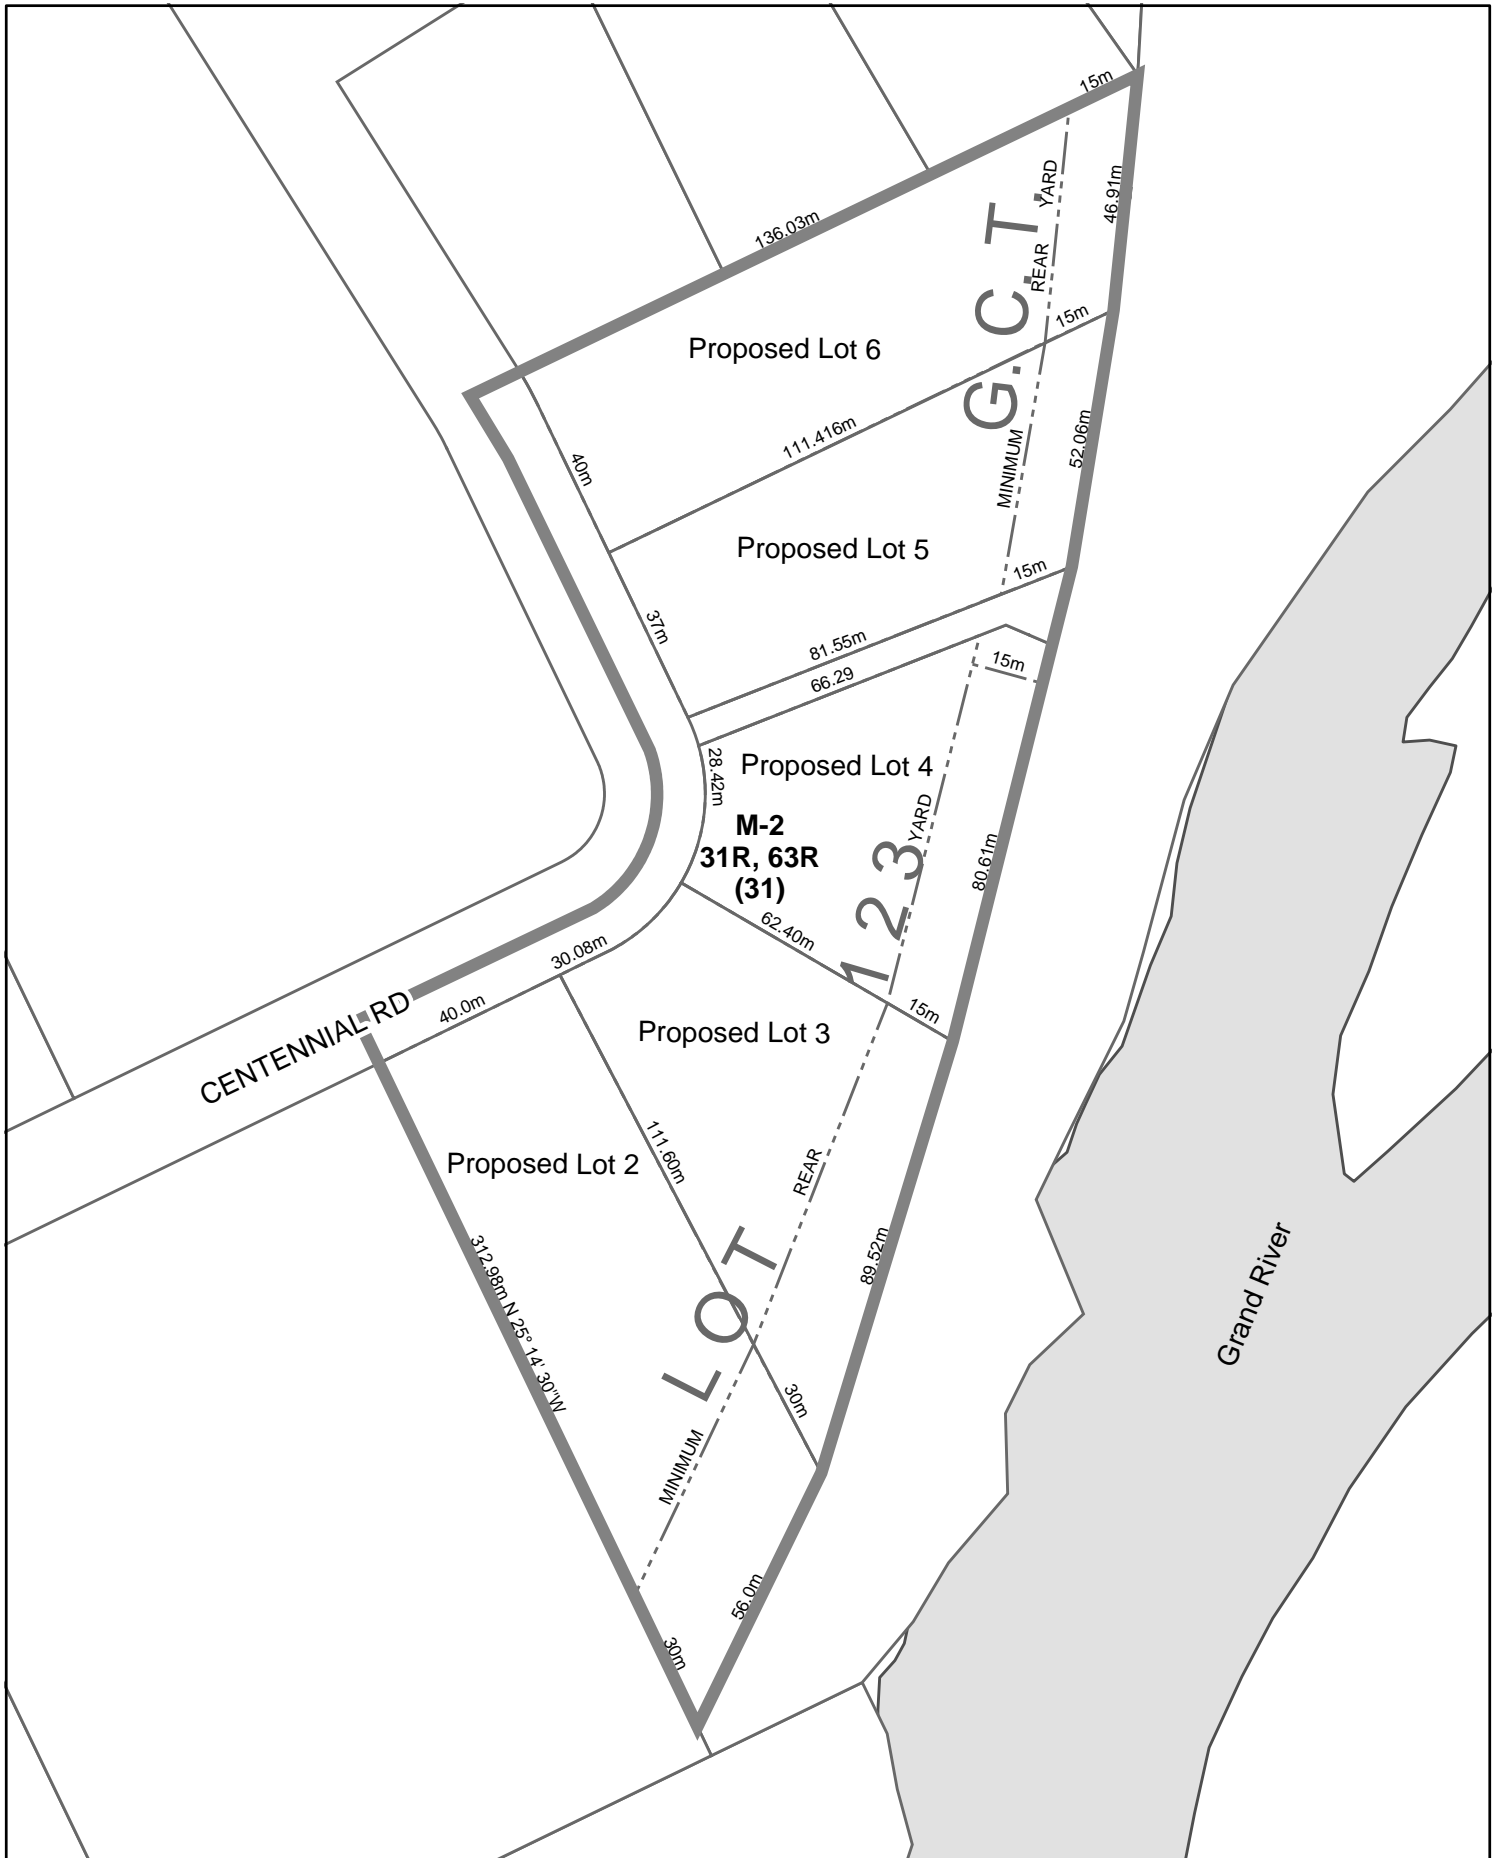 15m
46.91m
136.03m
YARD
REAR
G.C.T.
15m
Proposed Lot 6
111.416m
40m
52.06m
MINIMUM
Proposed Lot 5
15m
37m
81.55m
66.29
15m
28.42m
Proposed Lot 4
M-2
31R, 63R
(31)
YARD
80.61m
123
62.40m
30.08m
40.0m
15m
CENTENNIAL RD
Proposed Lot 3
111.60m
REAR
Proposed Lot 2
LOT
89.52m
Grand River
312.98m N 25° 14' 30"W
30m
MINIMUM
56.0m
30m